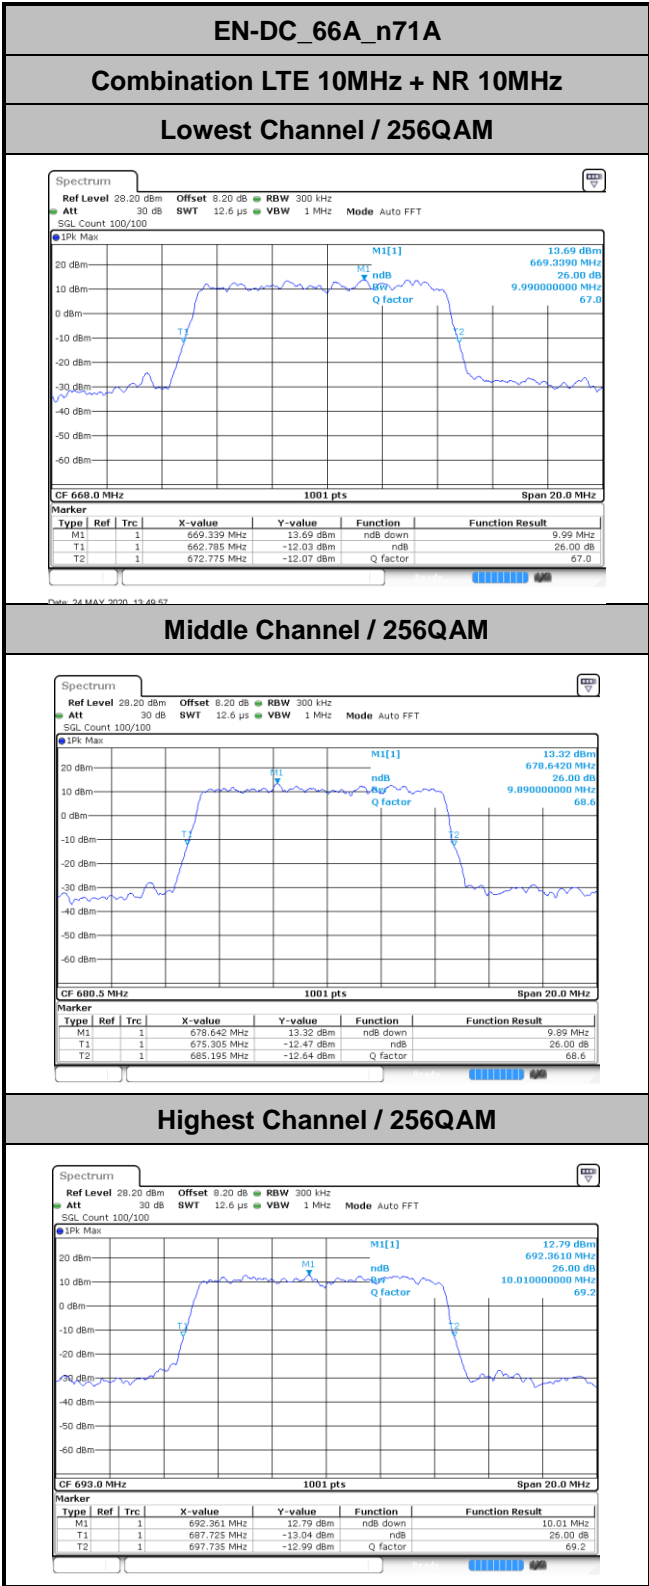 EN-DC_66A_n71A
Combination LTE 10MHz + NR 10MHz
Lowest Channel / 256QAM
Spectrum
Ref Level 28.20 dBm Offset 8.20 dB RBW 300 kHz
Att 30 dB SWT 12.6 µs VBW 1 MHz Mode Auto FFT
SGL Count 100/100
1Pk Max
M1[1] 13.69 dBm
669.3390 MHz
M1
ndB 26.00 dB
Bw 9.990000000 MHz
Q factor 67.0
20 dBm
10 dBm
0 dBm
-10 dBm
T1
T2
-20 dBm
-30 dBm
-40 dBm
-50 dBm
-60 dBm
CF 668.0 MHz 1001 pts Span 20.0 MHz
Marker
Type Ref Trc X-value Y-value Function Function Result
M1 1 669.339 MHz 13.69 dBm ndB down 9.99 MHz
T1 1 662.785 MHz -12.03 dBm ndB 26.00 dB
T2 1 672.775 MHz -12.07 dBm Q factor 67.0
Date: 24.MAY.2020 13:49:57
Middle Channel / 256QAM
Spectrum
Ref Level 28.20 dBm Offset 8.20 dB RBW 300 kHz
Att 30 dB SWT 12.6 µs VBW 1 MHz Mode Auto FFT
SGL Count 100/100
1Pk Max
M1[1] 13.32 dBm
678.6420 MHz
M1
ndB 26.00 dB
Bw 9.890000000 MHz
Q factor 68.6
20 dBm
10 dBm
0 dBm
-10 dBm
T1
T2
-20 dBm
-30 dBm
-40 dBm
-50 dBm
-60 dBm
CF 680.5 MHz 1001 pts Span 20.0 MHz
Marker
Type Ref Trc X-value Y-value Function Function Result
M1 1 678.642 MHz 13.32 dBm ndB down 9.89 MHz
T1 1 675.305 MHz -12.47 dBm ndB 26.00 dB
T2 1 685.195 MHz -12.64 dBm Q factor 68.6
Highest Channel / 256QAM
Spectrum
Ref Level 28.20 dBm Offset 8.20 dB RBW 300 kHz
Att 30 dB SWT 12.6 µs VBW 1 MHz Mode Auto FFT
SGL Count 100/100
1Pk Max
M1[1] 12.79 dBm
692.3610 MHz
M1
ndB 26.00 dB
Bw 10.010000000 MHz
Q factor 69.2
20 dBm
10 dBm
0 dBm
-10 dBm
T1
T2
-20 dBm
-30 dBm
-40 dBm
-50 dBm
-60 dBm
CF 693.0 MHz 1001 pts Span 20.0 MHz
Marker
Type Ref Trc X-value Y-value Function Function Result
M1 1 692.361 MHz 12.79 dBm ndB down 10.01 MHz
T1 1 687.725 MHz -13.04 dBm ndB 26.00 dB
T2 1 697.735 MHz -12.99 dBm Q factor 69.2